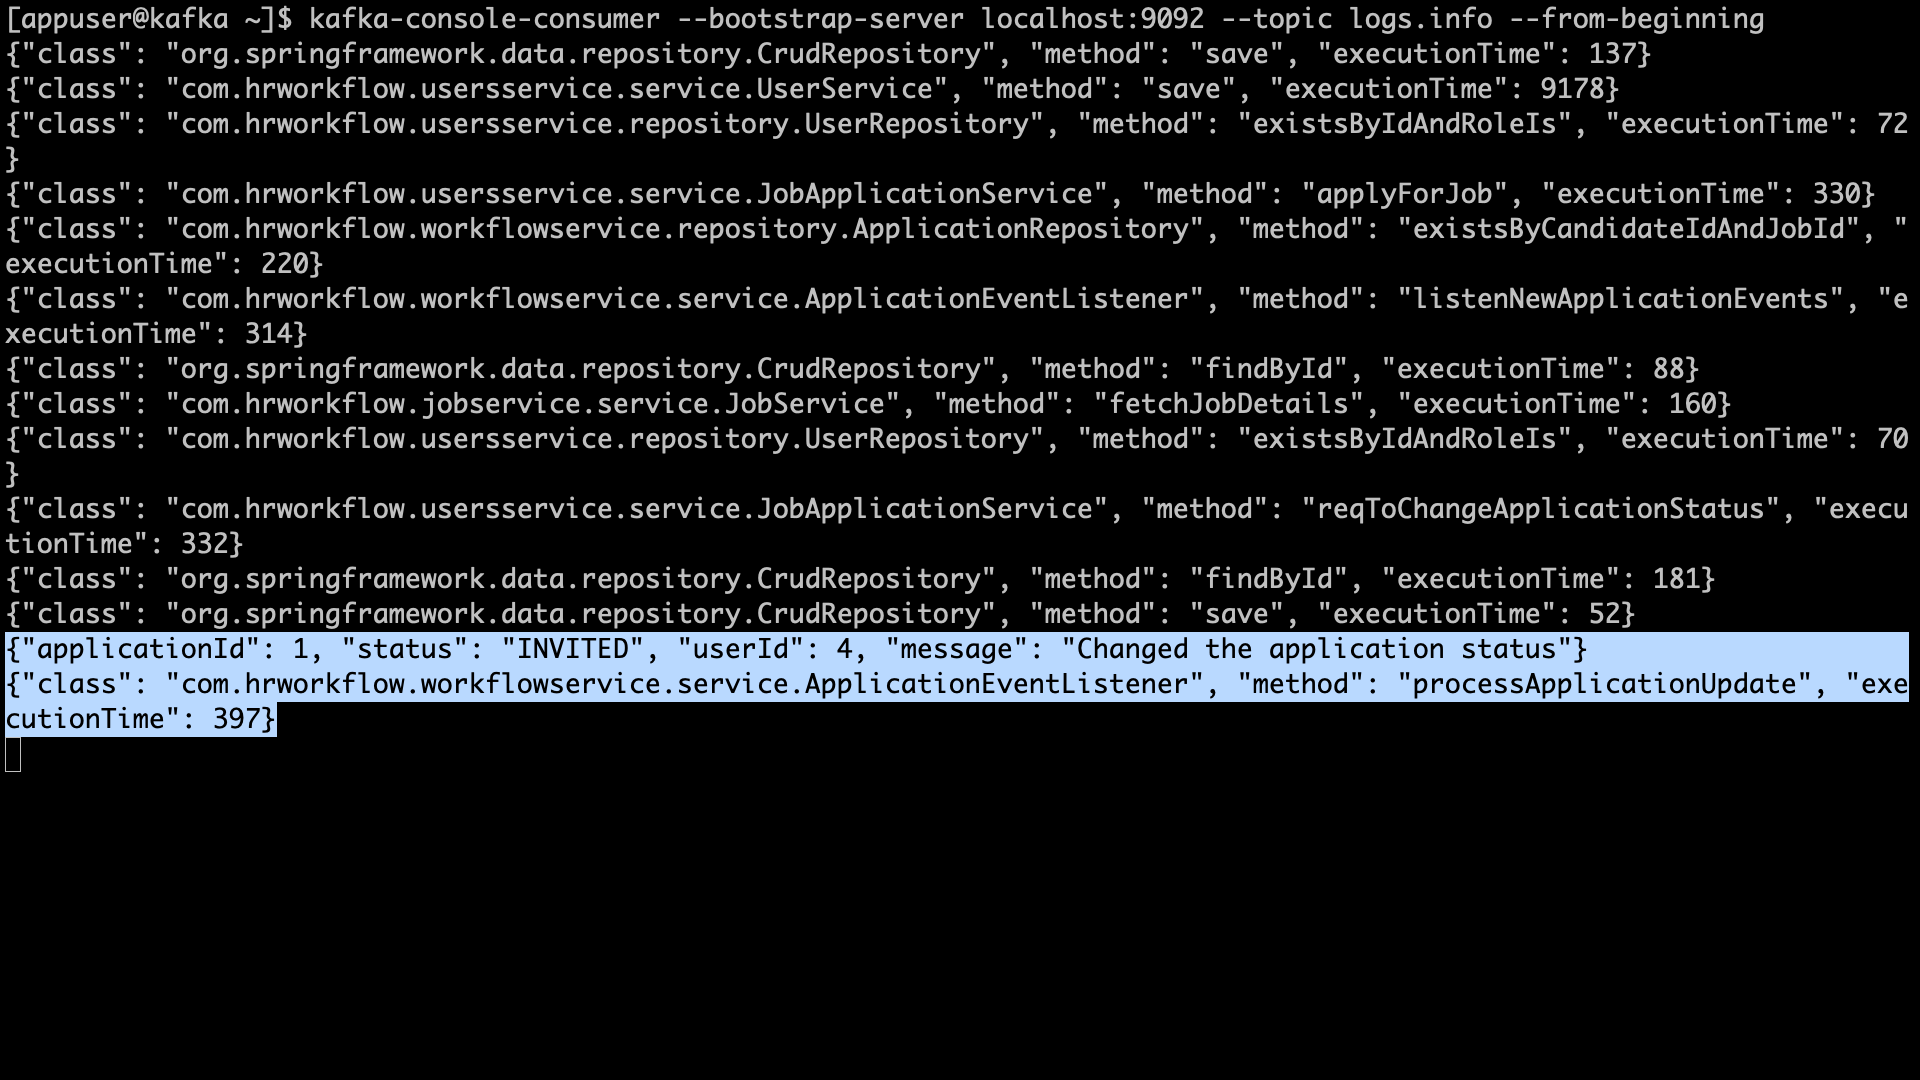 [appuser@kafka ~]$ kafka-console-consumer --bootstrap-server localhost:9092 --topic logs.info --from-beginning
{"class": "org.springframework.data.repository.CrudRepository", "method": "save", "executionTime": 137}
{"class": "com.hrworkflow.usersservice.service.UserService", "method": "save", "executionTime": 9178}
{"class": "com.hrworkflow.usersservice.repository.UserRepository", "method": "existsByIdAndRoleIs", "executionTime": 72
}
{"class": "com.hrworkflow.usersservice.service.JobApplicationService", "method": "applyForJob", "executionTime": 330}
{"class": "com.hrworkflow.workflowservice.repository.ApplicationRepository", "method": "existsByCandidateIdAndJobId", "
executionTime": 220}
{"class": "com.hrworkflow.workflowservice.service.ApplicationEventListener", "method": "listenNewApplicationEvents", "e
xecutionTime": 314}
{"class": "org.springframework.data.repository.CrudRepository", "method": "findById", "executionTime": 88}
{"class": "com.hrworkflow.jobservice.service.JobService", "method": "fetchJobDetails", "executionTime": 160}
{"class": "com.hrworkflow.usersservice.repository.UserRepository", "method": "existsByIdAndRoleIs", "executionTime": 70
}
{"class": "com.hrworkflow.usersservice.service.JobApplicationService", "method": "reqToChangeApplicationStatus", "execu
tionTime": 332}
{"class": "org.springframework.data.repository.CrudRepository", "method": "findById", "executionTime": 181}
{"class": "org.springframework.data.repository.CrudRepository", "method": "save", "executionTime": 52}
{"applicationId": 1, "status": "INVITED", "userId": 4, "message": "Changed the application status"}
{"class": "com.hrworkflow.workflowservice.service.ApplicationEventListener", "method": "processApplicationUpdate", "exe
cutionTime": 397}